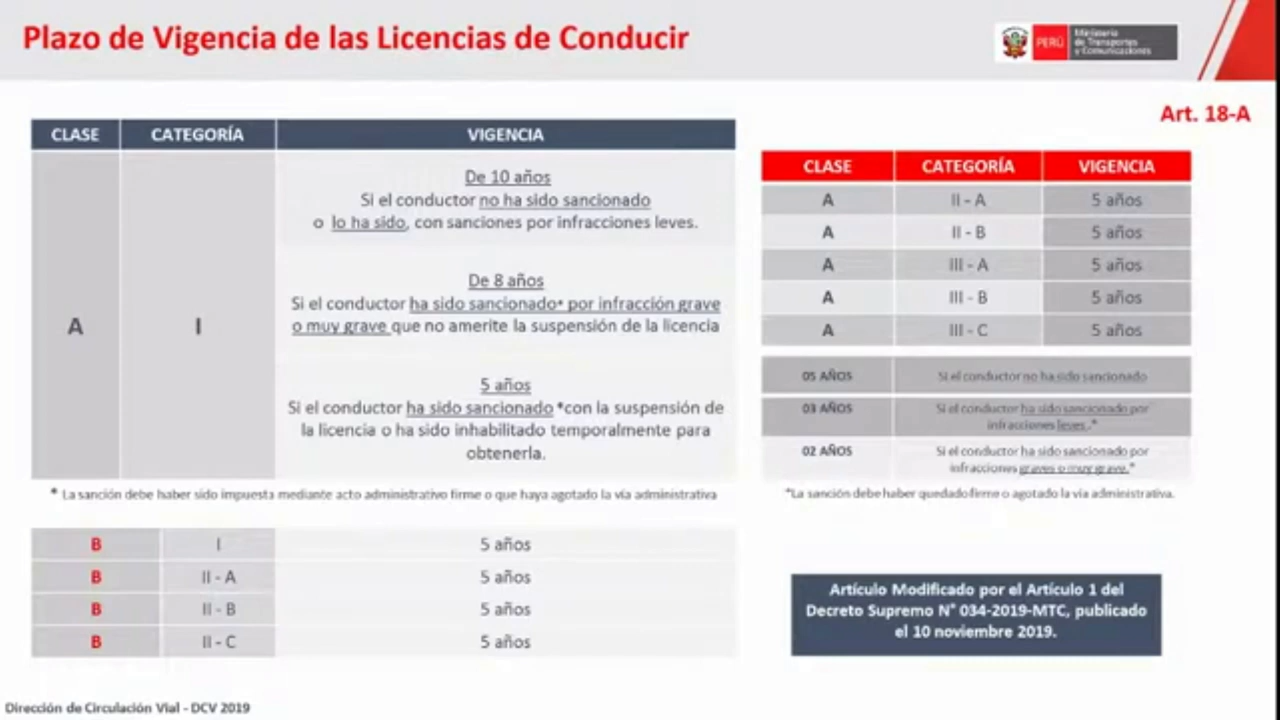 Plazo de Vigencia de las Licencias de Conducir
PERÚ
Ministerio
de Transportes
y Comunicaciones
Art. 18-A
CLASE CATEGORÍA VIGENCIA
A I
De 10 años
Si el conductor no ha sido sancionado
o lo ha sido, con sanciones por infracciones leves.
De 8 años
Si el conductor ha sido sancionado* por infracción grave
o muy grave que no amerite la suspensión de la licencia
5 años
Si el conductor ha sido sancionado *con la suspensión de
la licencia o ha sido inhabilitado temporalmente para
obtenerla.
* La sanción debe haber sido impuesta mediante acto administrativo firme o que haya agotado la vía administrativa
B I 5 años
B II - A 5 años
B II - B 5 años
B II - C 5 años
CLASE CATEGORÍA VIGENCIA
A II - A 5 años
A II - B 5 años
A III - A 5 años
A III - B 5 años
A III - C 5 años
05 AÑOS Si el conductor no ha sido sancionado
03 AÑOS Si el conductor ha sido sancionado por
infracciones leves.*
02 AÑOS Si el conductor ha sido sancionado por
infracciones graves o muy grave.*
*La sanción debe haber quedado firme o agotado la vía administrativa.
Artículo Modificado por el Artículo 1 del
Decreto Supremo N° 034-2019-MTC, publicado
el 10 noviembre 2019.
Dirección de Circulación Vial - DCV 2019